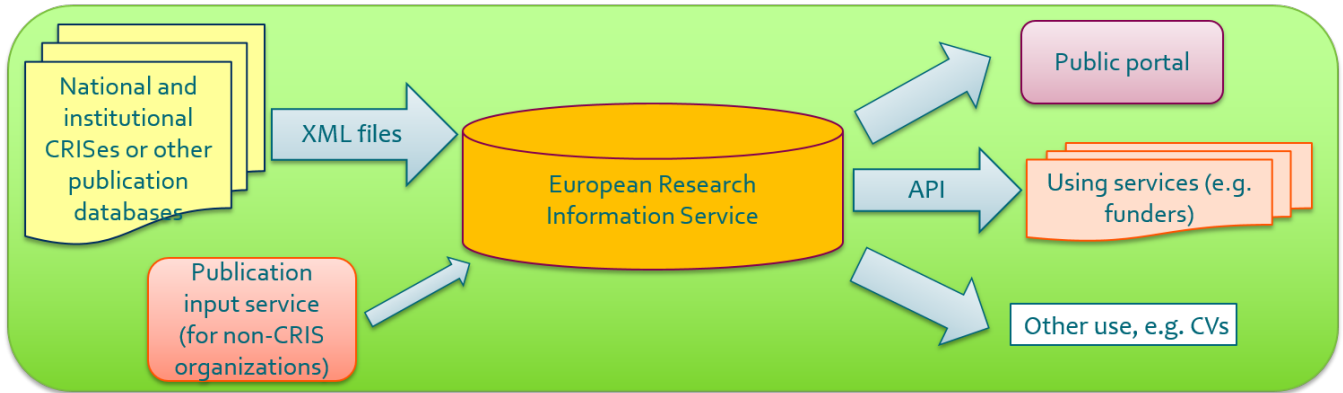 National and
institutional
CRISes or other
publication
databases
XML files
Publication
input service
(for non-CRIS
organizations)
European Research
Information Service
Public portal
API
Using services (e.g.
funders)
Other use, e.g. CVs